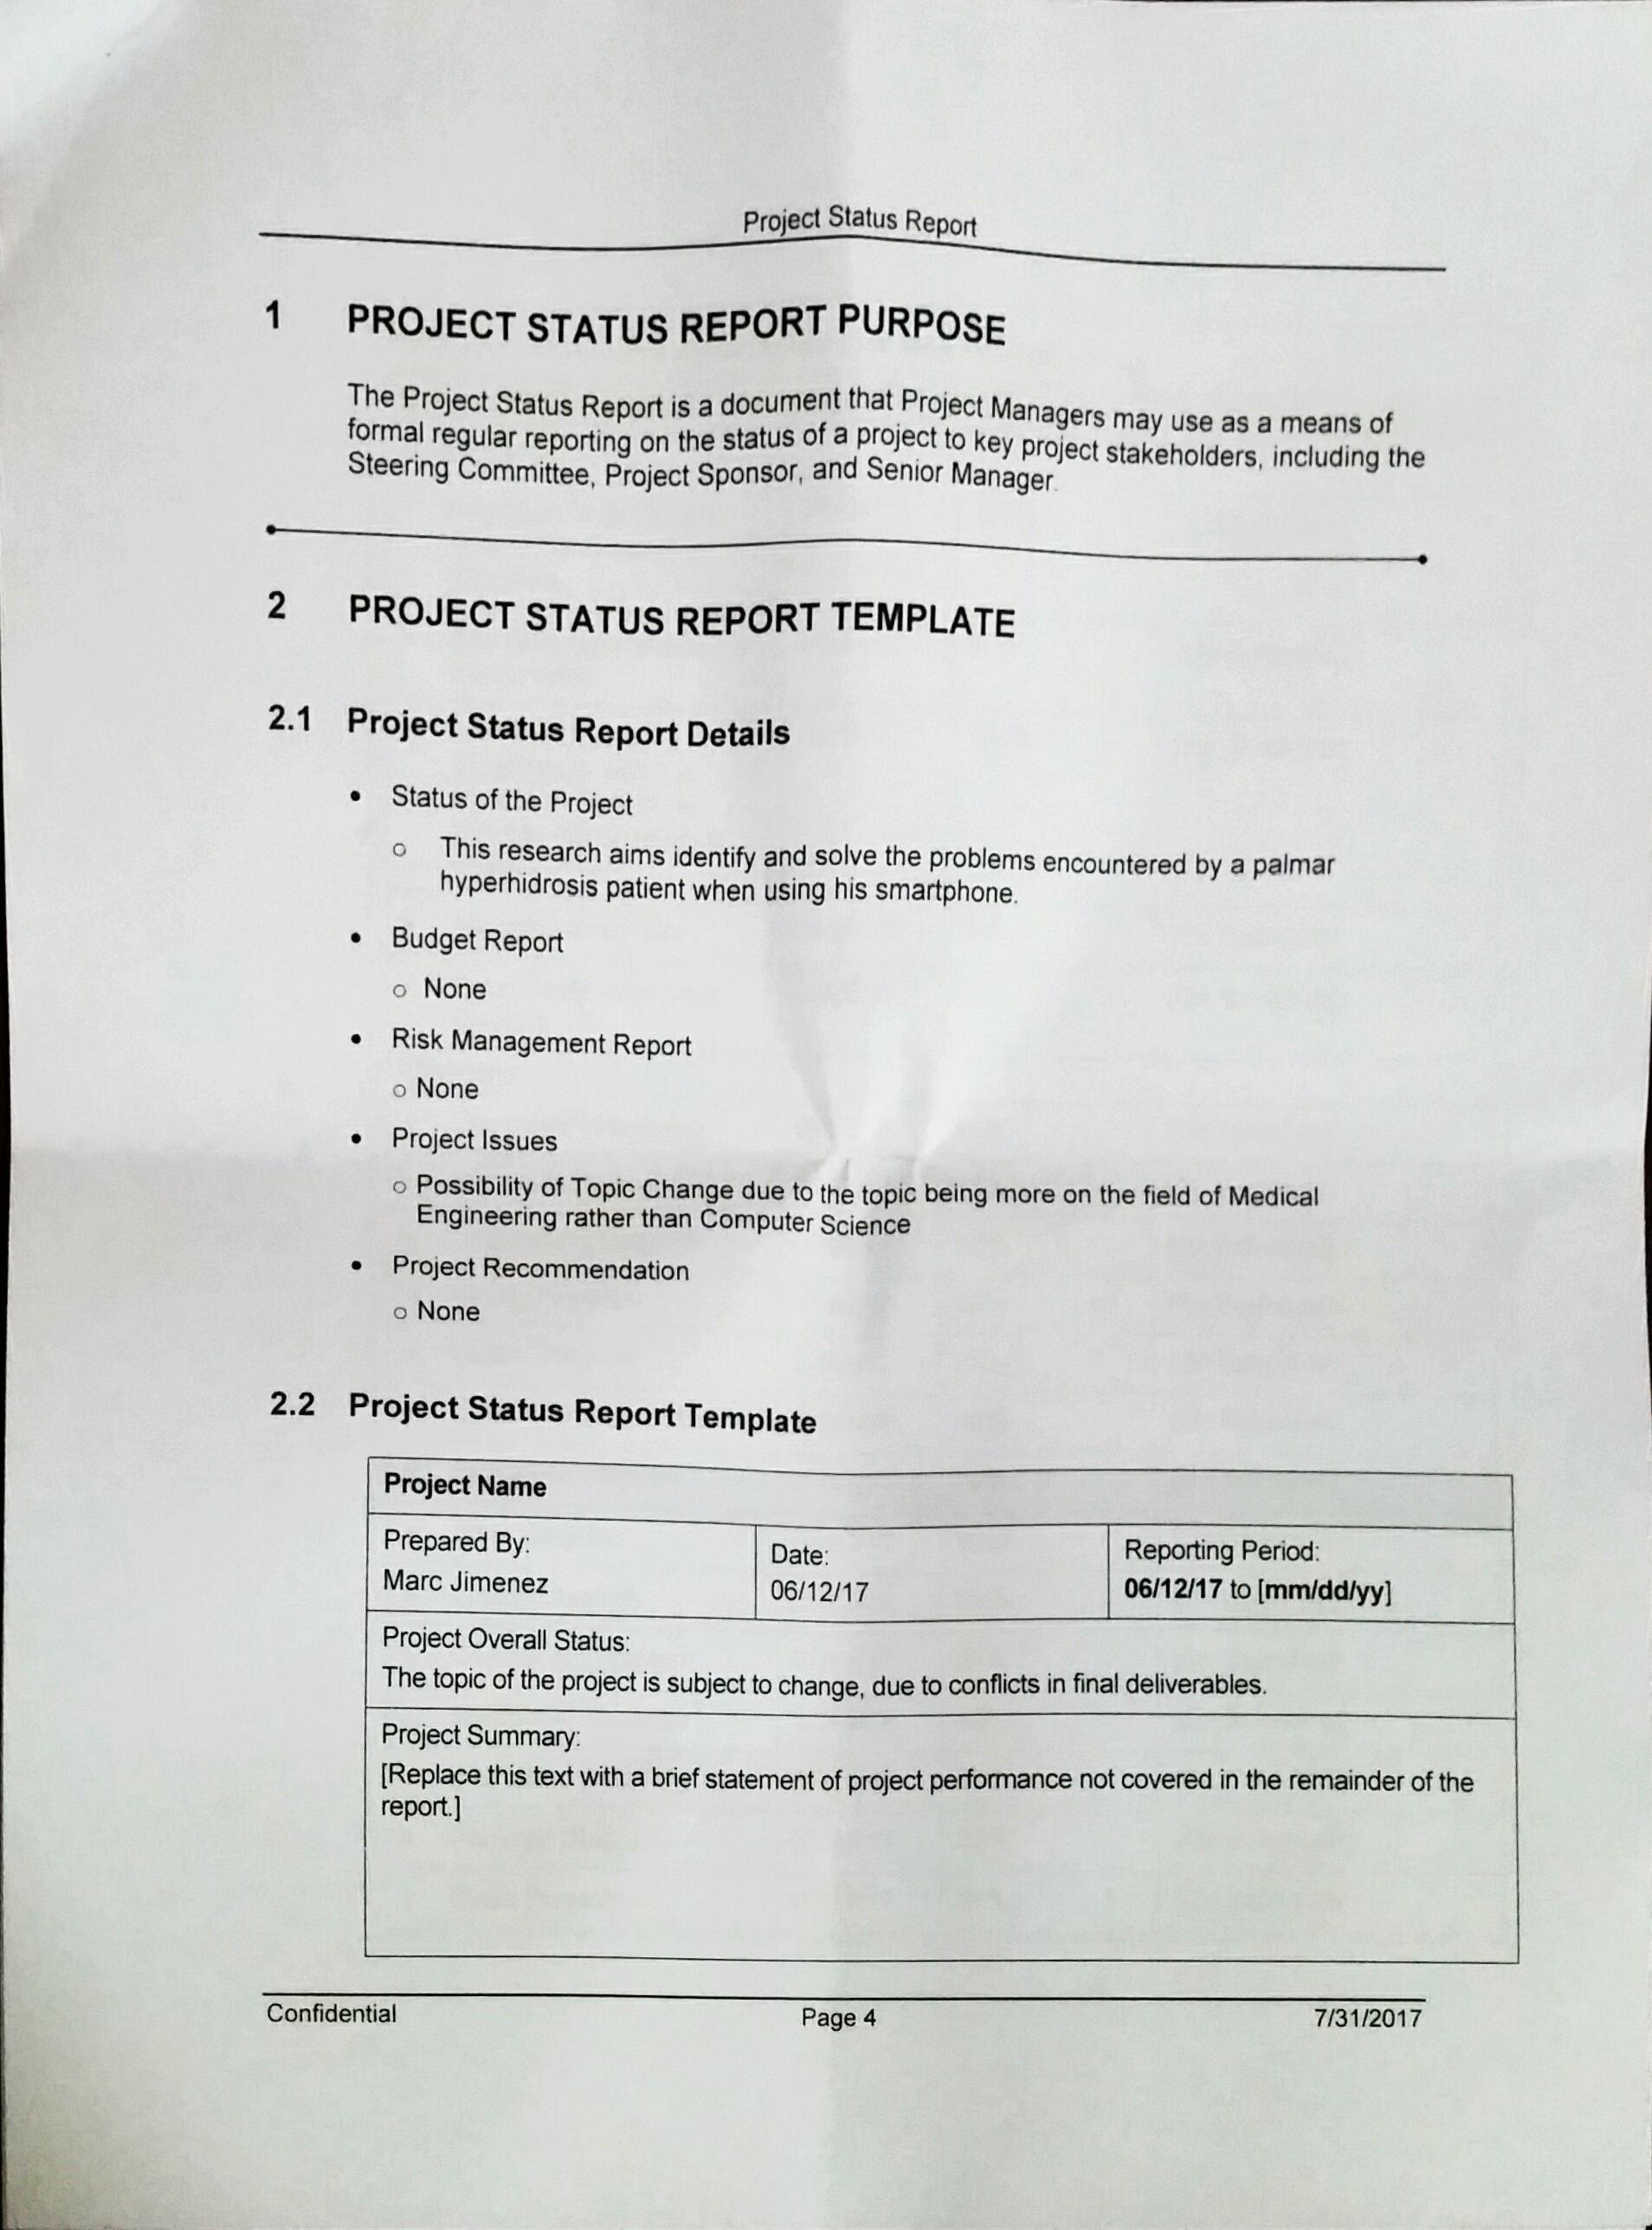 Project Status Report
1 PROJECT STATUS REPORT PURPOSE
The Project Status Report is a document that Project Managers may use as a means of
formal regular reporting on the status of a project to key project stakeholders, including the
Steering Committee, Project Sponsor, and Senior Manager.
2 PROJECT STATUS REPORT TEMPLATE
2.1 Project Status Report Details
• Status of the Project
o This research aims identify and solve the problems encountered by a palmar
hyperhidrosis patient when using his smartphone.
• Budget Report
o None
• Risk Management Report
o None
• Project Issues
o Possibility of Topic Change due to the topic being more on the field of Medical
Engineering rather than Computer Science
• Project Recommendation
o None
2.2 Project Status Report Template
Project Name
Prepared By:
Marc Jimenez
Date:
06/12/17
Reporting Period:
06/12/17 to [mm/dd/yy]
Project Overall Status:
The topic of the project is subject to change, due to conflicts in final deliverables.
Project Summary:
[Replace this text with a brief statement of project performance not covered in the remainder of the
report.]
Confidential Page 4 7/31/2017